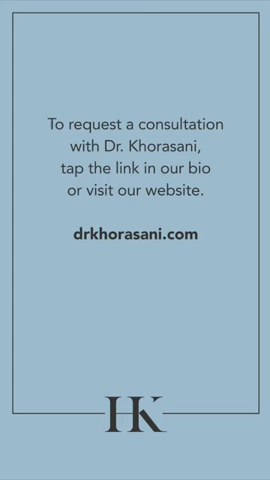 To request a consultation
with Dr. Khorasani,
tap the link in our bio
or visit our website.
drkhorasani.com
HK